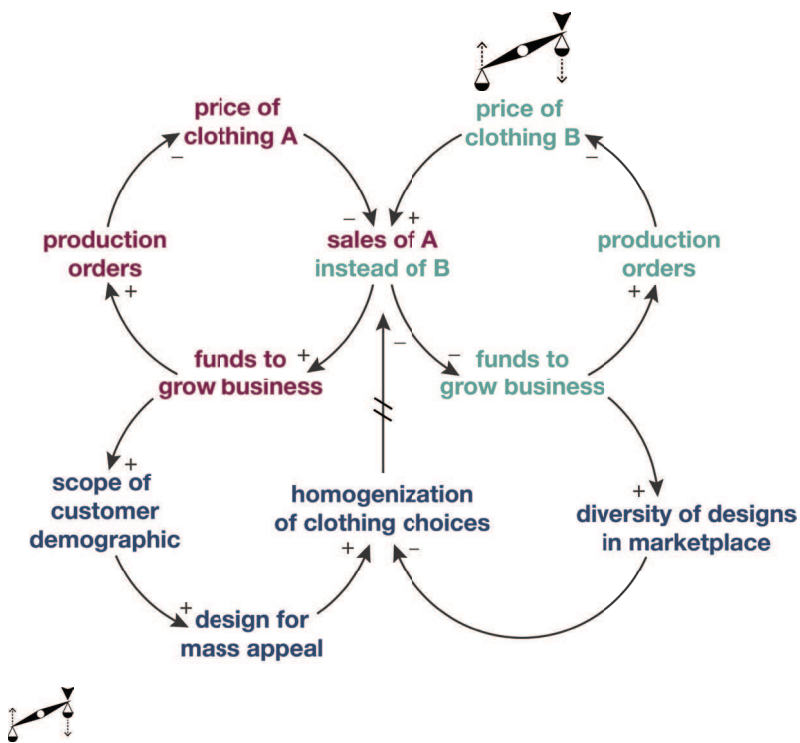 price of
clothing A
price of
clothing B
–
–
–
+
production
orders
sales of A
instead of B
production
orders
+
+
funds to
grow business
+
–
–
funds to
grow business
+
scope of
customer
demographic
homogenization
of clothing choices
+
diversity of designs
in marketplace
+
–
+
design for
mass appeal